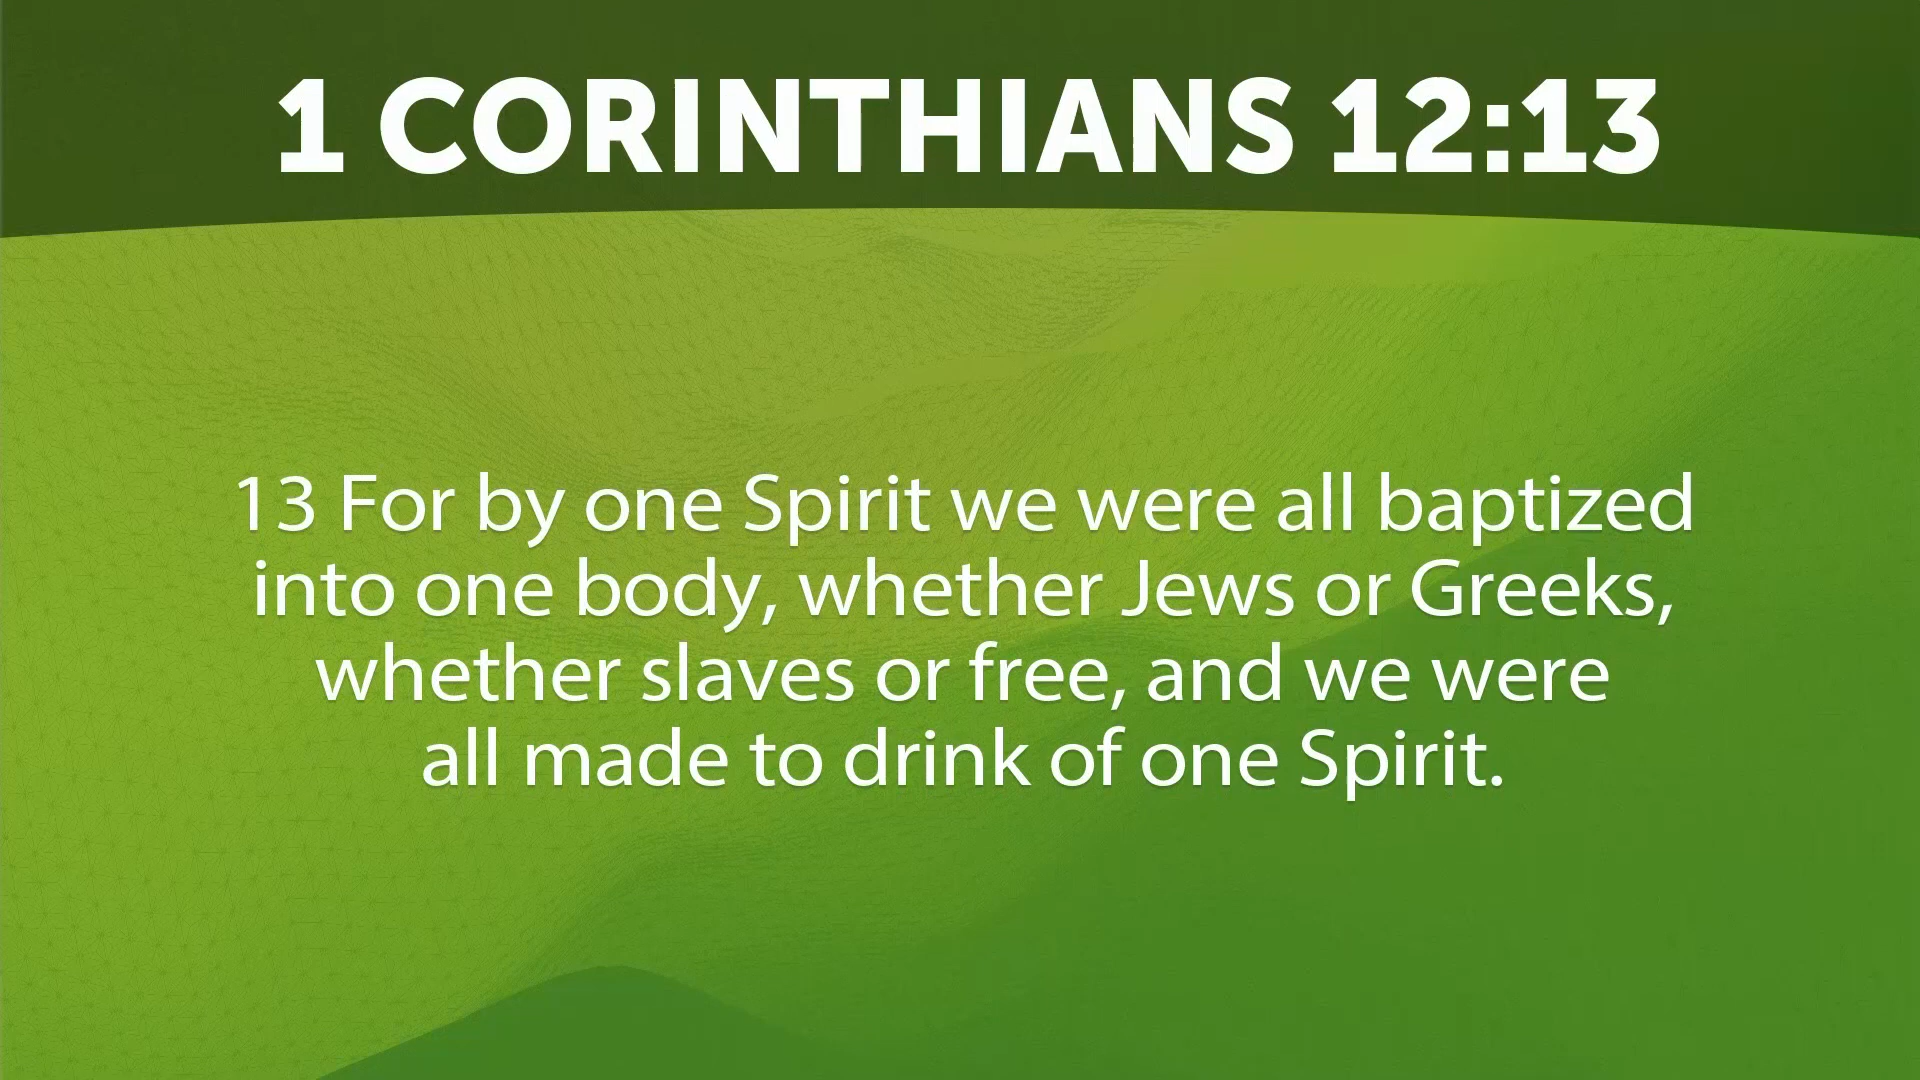 1 CORINTHIANS 12:13
13 For by one Spirit we were all baptized
into one body, whether Jews or Greeks,
whether slaves or free, and we were
all made to drink of one Spirit.